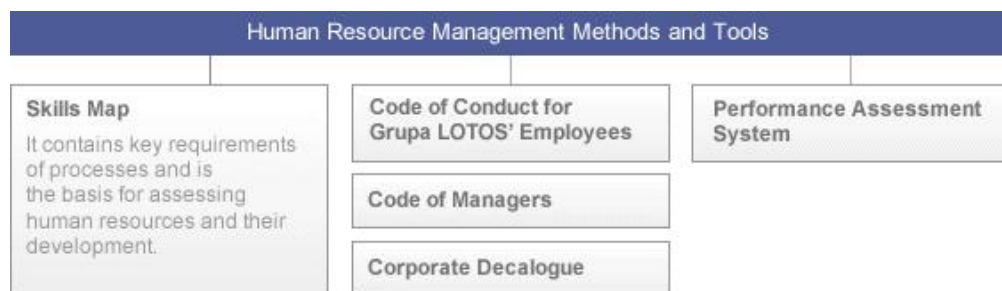 Human Resource Management Methods and Tools
Skills Map
It contains key requirements
of processes and is
the basis for assessing
human resources and their
development.
Code of Conduct for
Grupa LOTOS' Employees
Code of Managers
Corporate Decalogue
Performance Assessment
System